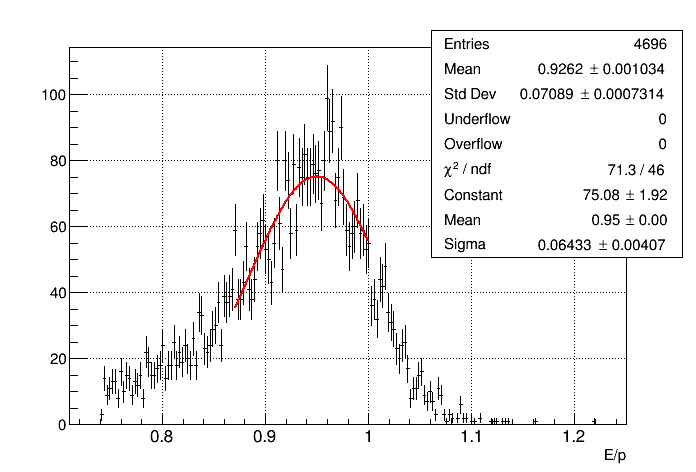 Entries 4696
Mean 0.9262 ± 0.001034
Std Dev 0.07089 ± 0.0007314
Underflow 0
Overflow 0
χ² / ndf 71.3 / 46
Constant 75.08 ± 1.92
Mean 0.95 ± 0.00
Sigma 0.06433 ± 0.00407
100
80
60
40
20
0
0.8 0.9 1 1.1 1.2
E/p